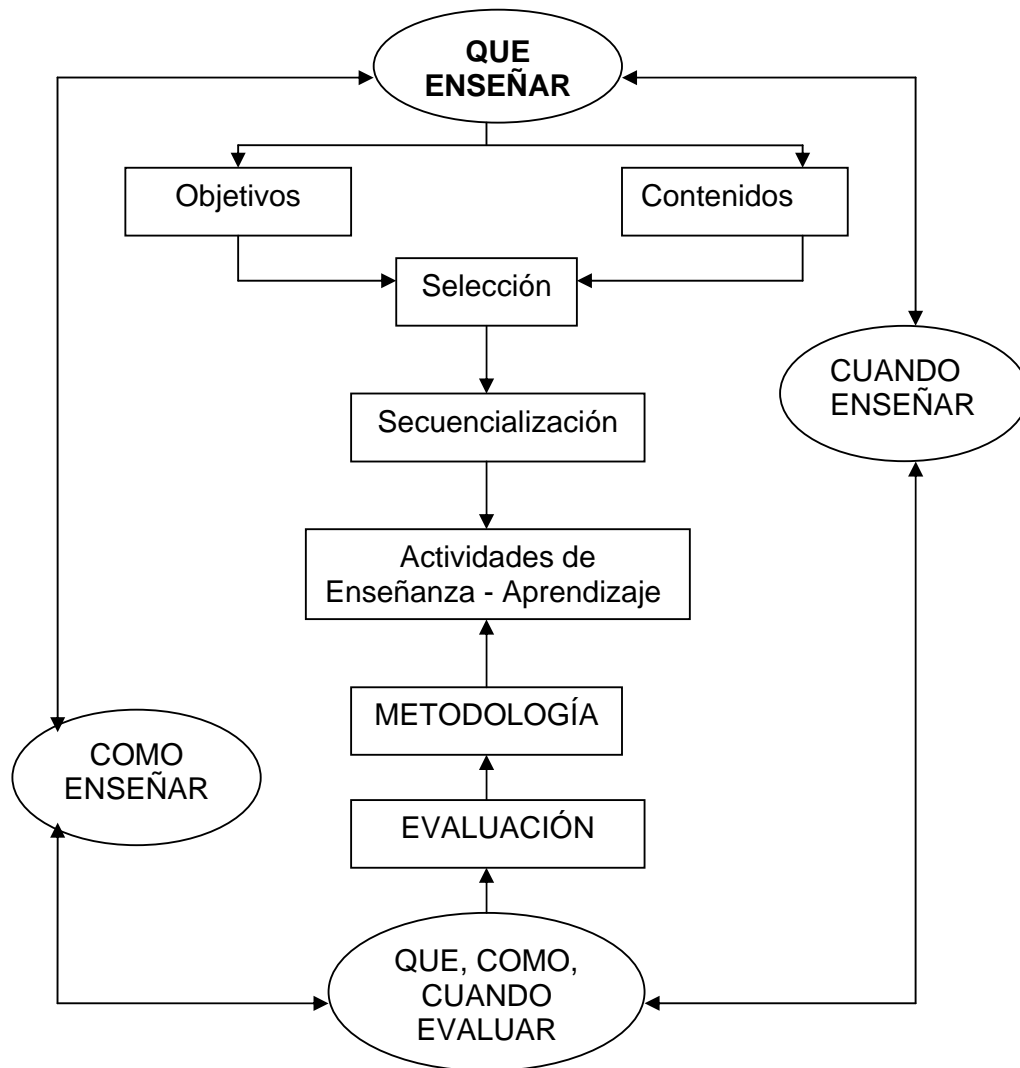 QUE
ENSEÑAR
Objetivos
Contenidos
Selección
CUANDO
ENSEÑAR
Secuencialización
Actividades de
Enseñanza - Aprendizaje
METODOLOGÍA
COMO
ENSEÑAR
EVALUACIÓN
QUE, COMO,
CUANDO
EVALUAR